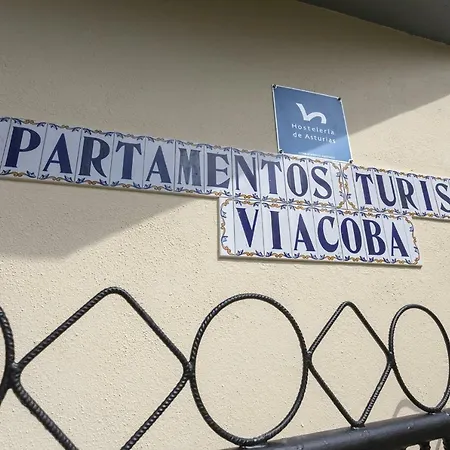 Hostelería
de Asturias
PARTAMENTOS TURIS
VIACOBA